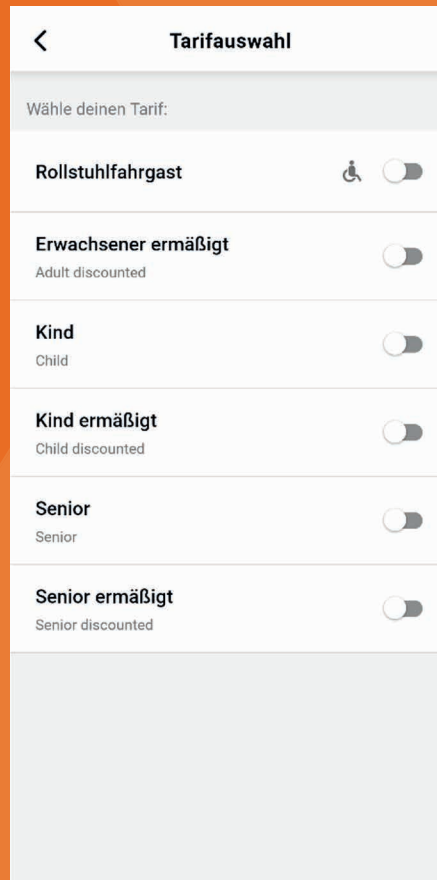 Tarifauswahl
Wähle deinen Tarif:
Rollstuhlfahrgast
Erwachsener ermäßigt
Adult discounted
Kind
Child
Kind ermäßigt
Child discounted
Senior
Senior
Senior ermäßigt
Senior discounted